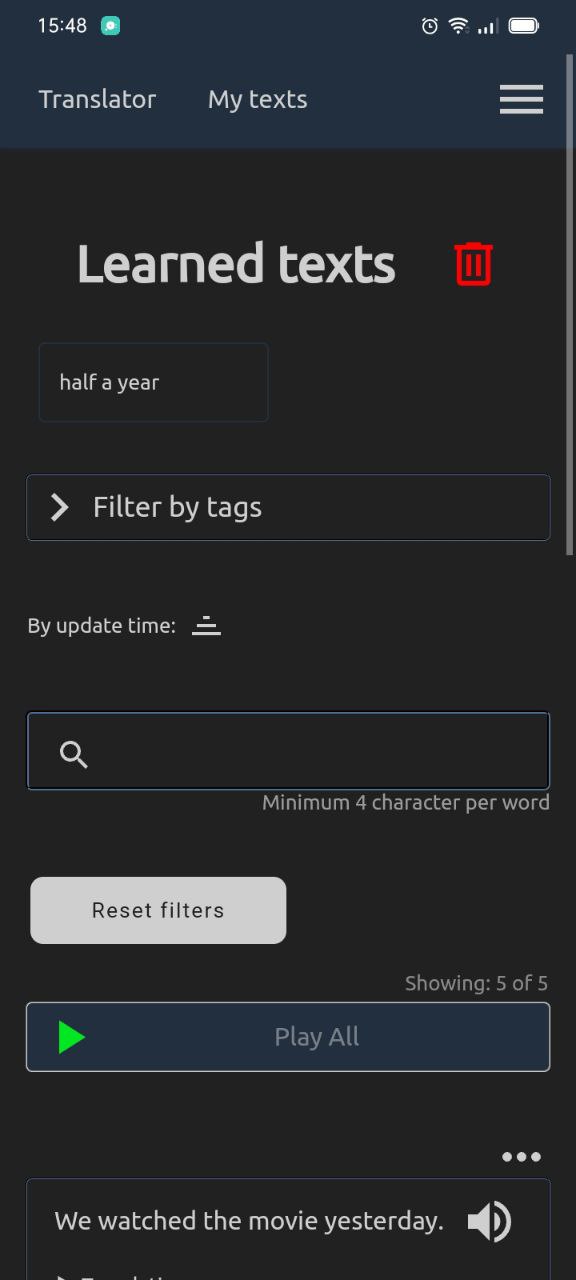 15:48
Translator My texts
Learned texts
half a year
Filter by tags
By update time:
Minimum 4 character per word
Reset filters
Showing: 5 of 5
Play All
We watched the movie yesterday.